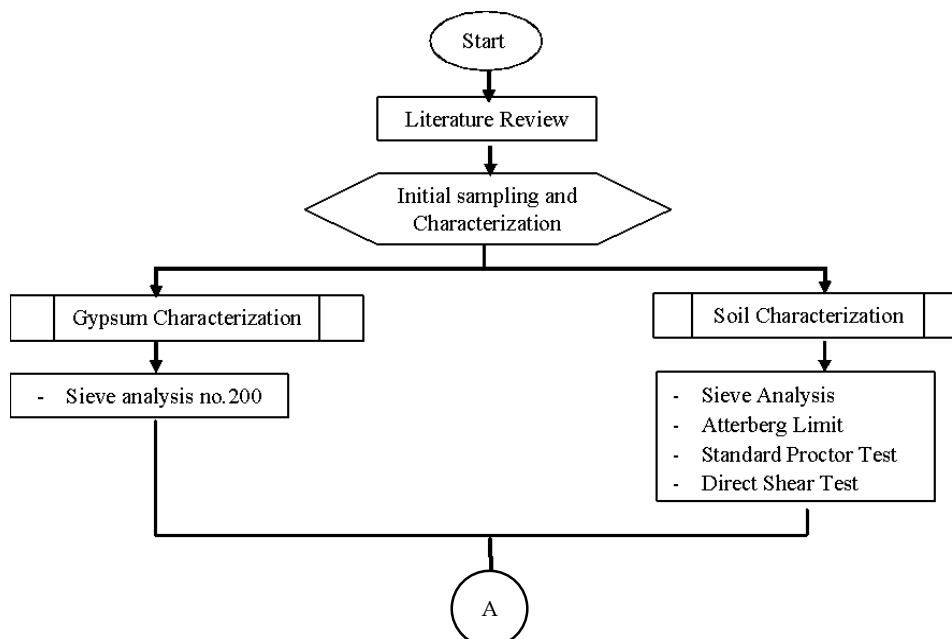 Start
Literature Review
Initial sampling and
Characterization
Gypsum Characterization
- Sieve analysis no.200
Soil Characterization
- Sieve Analysis
- Atterberg Limit
- Standard Proctor Test
- Direct Shear Test
A